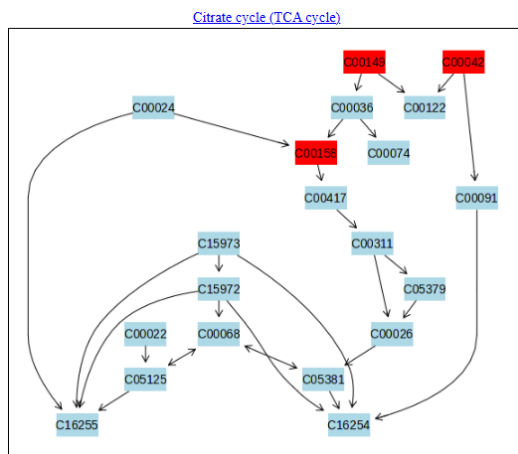 Citrate cycle (TCA cycle)
C00149 C00042
C00024 C00036 C00122
C00158 C00074
C00417 C00091
C15973 C00311
C15972 C05379
C00022 C00068 C00026
C05125 C05381
C16255 C16254